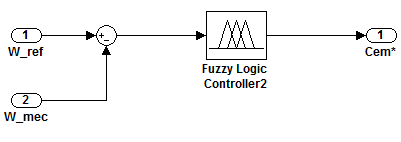 1
W_ref
+
-
Fuzzy Logic
Controller2
1
Cem*
2
W_mec